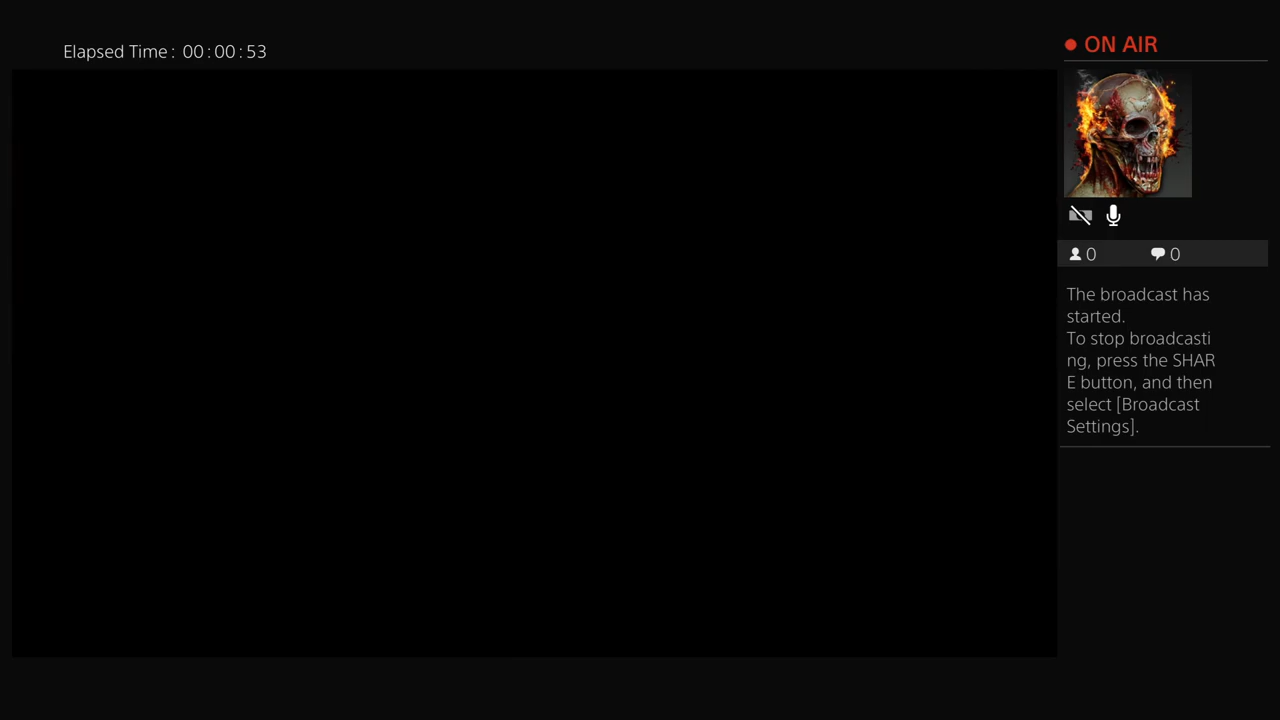 Elapsed Time : 00:00:53
ON AIR
0 0
The broadcast has
started.
To stop broadcasti
ng, press the SHAR
E button, and then
select [Broadcast
Settings].